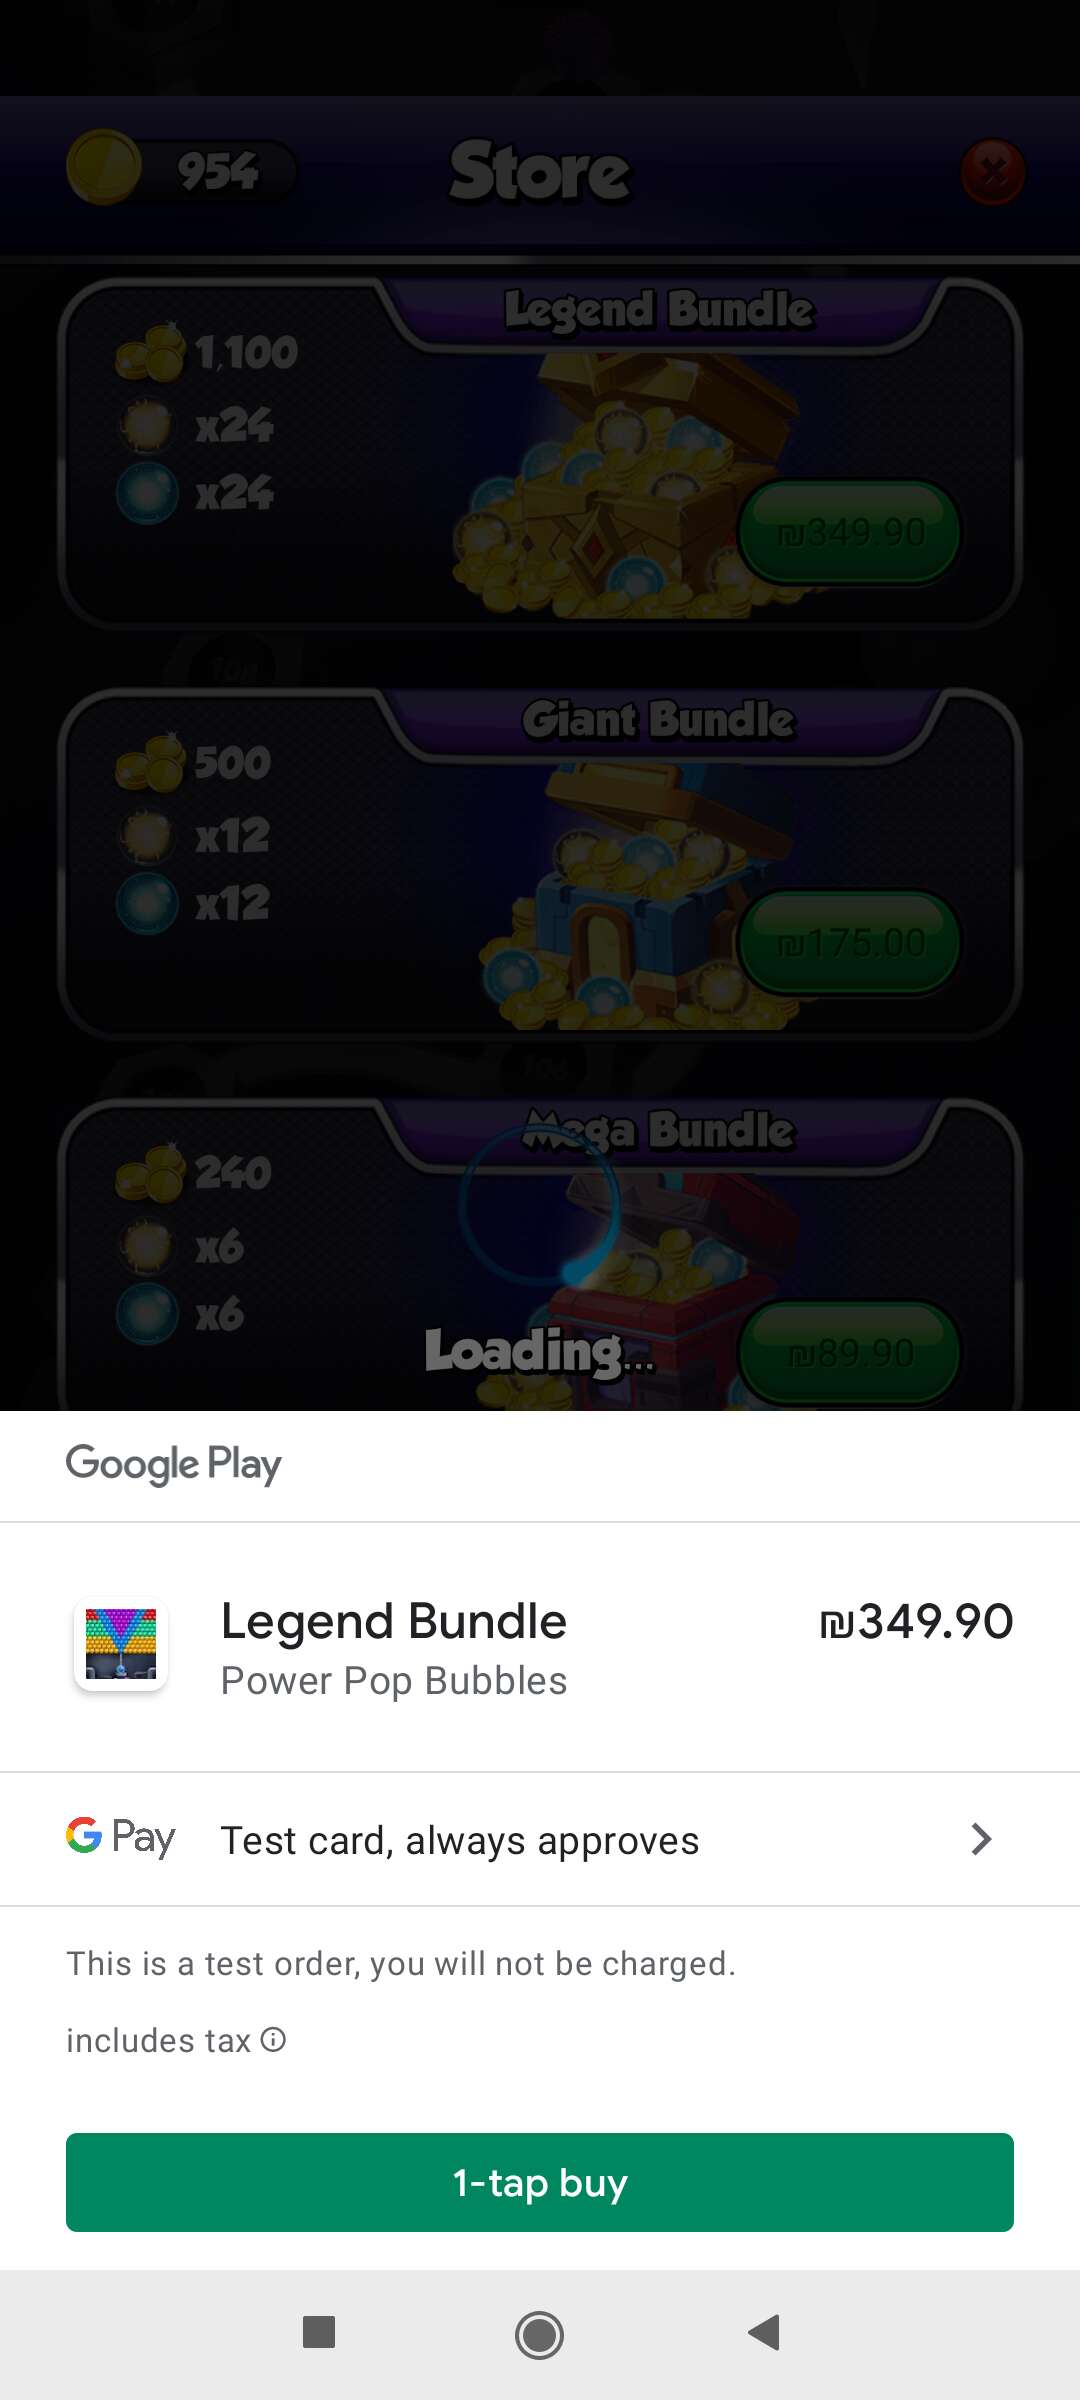 954
Store
Legend Bundle
1,100
x24
x24
₪349.90
Giant Bundle
500
x12
x12
₪175.00
Mega Bundle
240
x6
x6
Loading...
₪89.90
Google Play
Legend Bundle
₪349.90
Power Pop Bubbles
G Pay
Test card, always approves
This is a test order, you will not be charged.
includes tax
1-tap buy